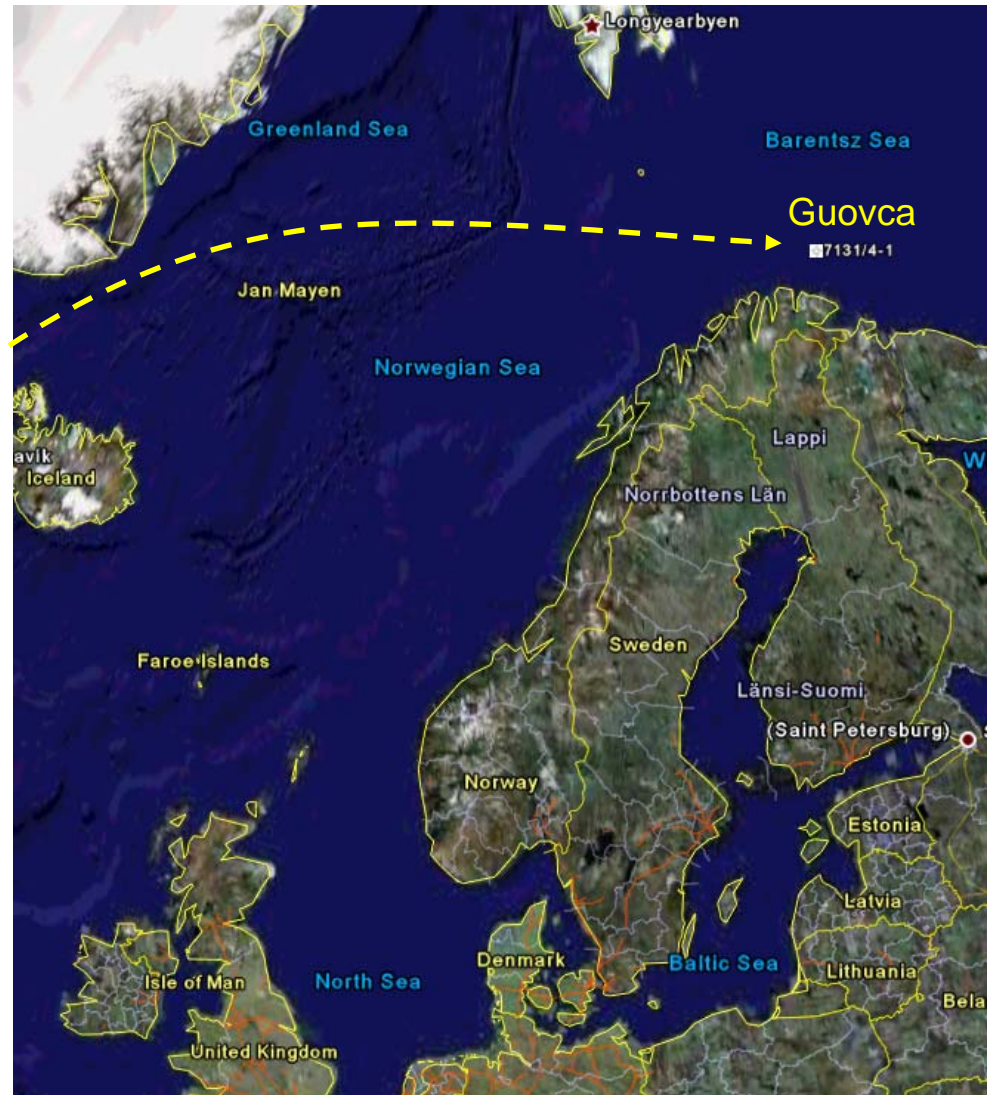 Longyearbyen
Greenland Sea
Barentsz Sea
Guovca
7131/4-1
Jan Mayen
Norwegian Sea
Lappi
avik
Iceland
W
Norrbottens Län
Sweden
Faroe Islands
Länsi-Suomi
(Saint Petersburg) S
Norway
Estonia
Latvia
Denmark
Baltic Sea
Lithuania
Isle of Man
North Sea
Bela
United Kingdom